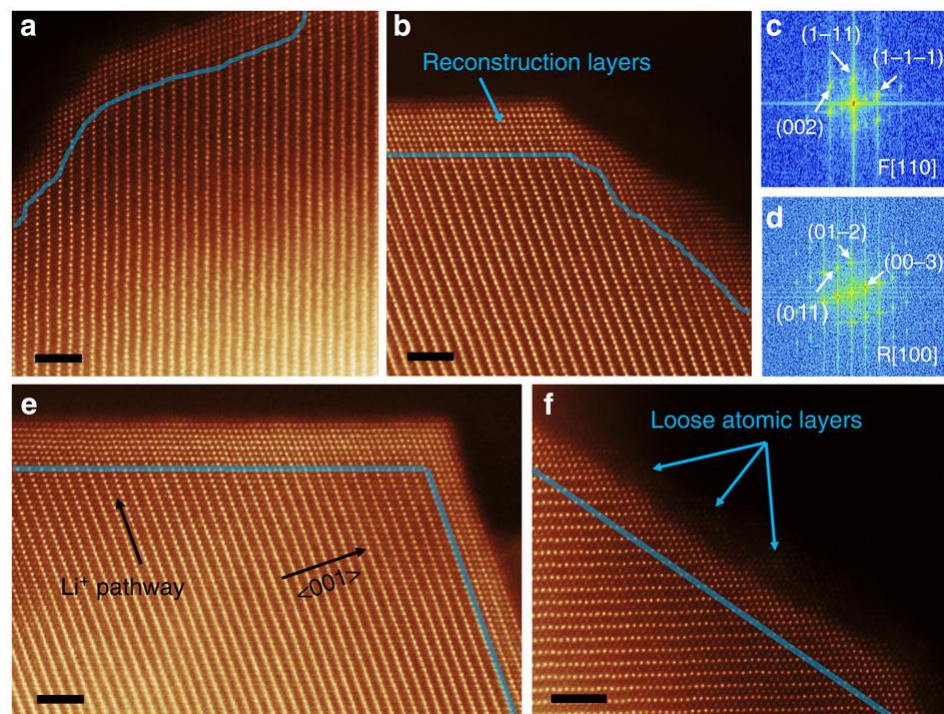 a
b
Reconstruction layers
c
(1–11)
(1–1–1)
(002)
F[110]
d
(01–2)
(00–3)
(011)
R[100]
e
Li⁺ pathway
<001>
f
Loose atomic layers